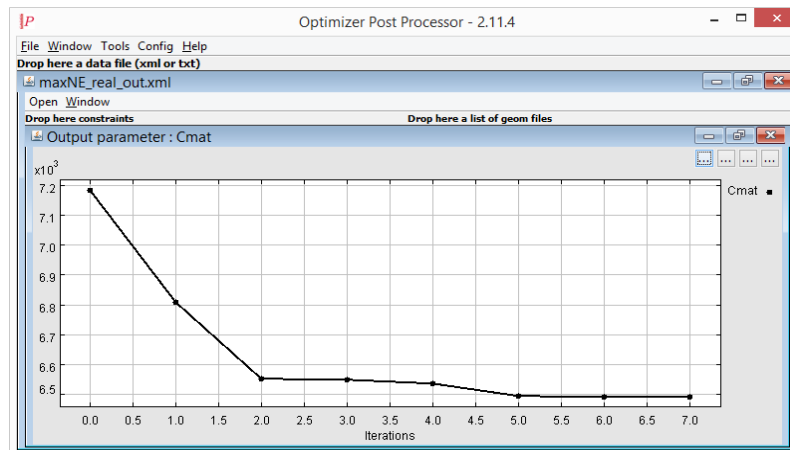 P Optimizer Post Processor - 2.11.4
File Window Tools Config Help
Drop here a data file (xml or txt)
maxNE_real_out.xml
Open Window
Drop here constraints Drop here a list of geom files
Output parameter : Cmat
... ... ... ...
x10^3
7.2
Cmat
7.1
7.0
6.9
6.8
6.7
6.6
6.5
0.0 0.5 1.0 1.5 2.0 2.5 3.0 3.5 4.0 4.5 5.0 5.5 6.0 6.5 7.0
Iterations